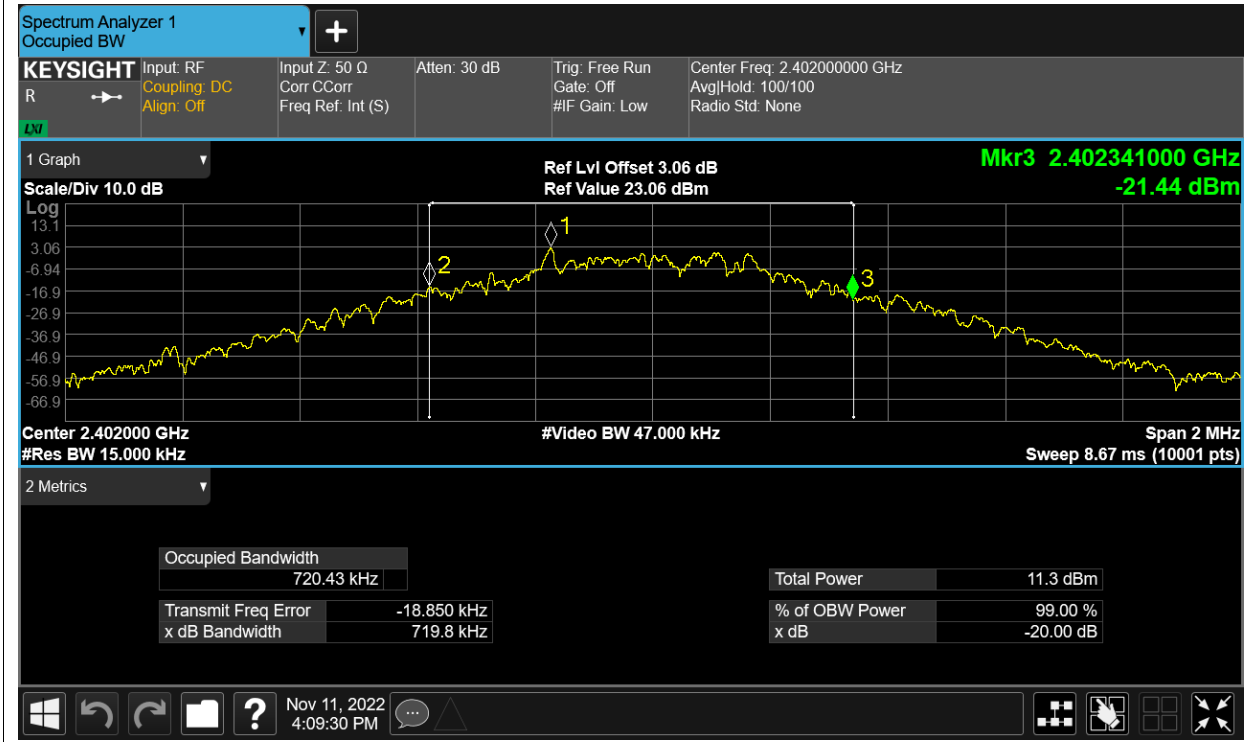 Spectrum Analyzer 1
Occupied BW
KEYSIGHT
R
LXI
Input: RF
Coupling: DC
Align: Off
Input Z: 50 Ω
Corr CCorr
Freq Ref: Int (S)
Atten: 30 dB
Trig: Free Run
Gate: Off
#IF Gain: Low
Center Freq: 2.402000000 GHz
Avg|Hold: 100/100
Radio Std: None
1 Graph
Scale/Div 10.0 dB
Ref Lvl Offset 3.06 dB
Ref Value 23.06 dBm
Mkr3 2.402341000 GHz
-21.44 dBm
Log
13.1
3.06
-6.94
-16.9
-26.9
-36.9
-46.9
-56.9
-66.9
1
2
3
Center 2.402000 GHz
#Video BW 47.000 kHz
Span 2 MHz
#Res BW 15.000 kHz
Sweep 8.67 ms (10001 pts)
2 Metrics
Occupied Bandwidth
720.43 kHz
Total Power 11.3 dBm
Transmit Freq Error -18.850 kHz
% of OBW Power 99.00 %
x dB Bandwidth 719.8 kHz
x dB -20.00 dB
?
Nov 11, 2022
4:09:30 PM